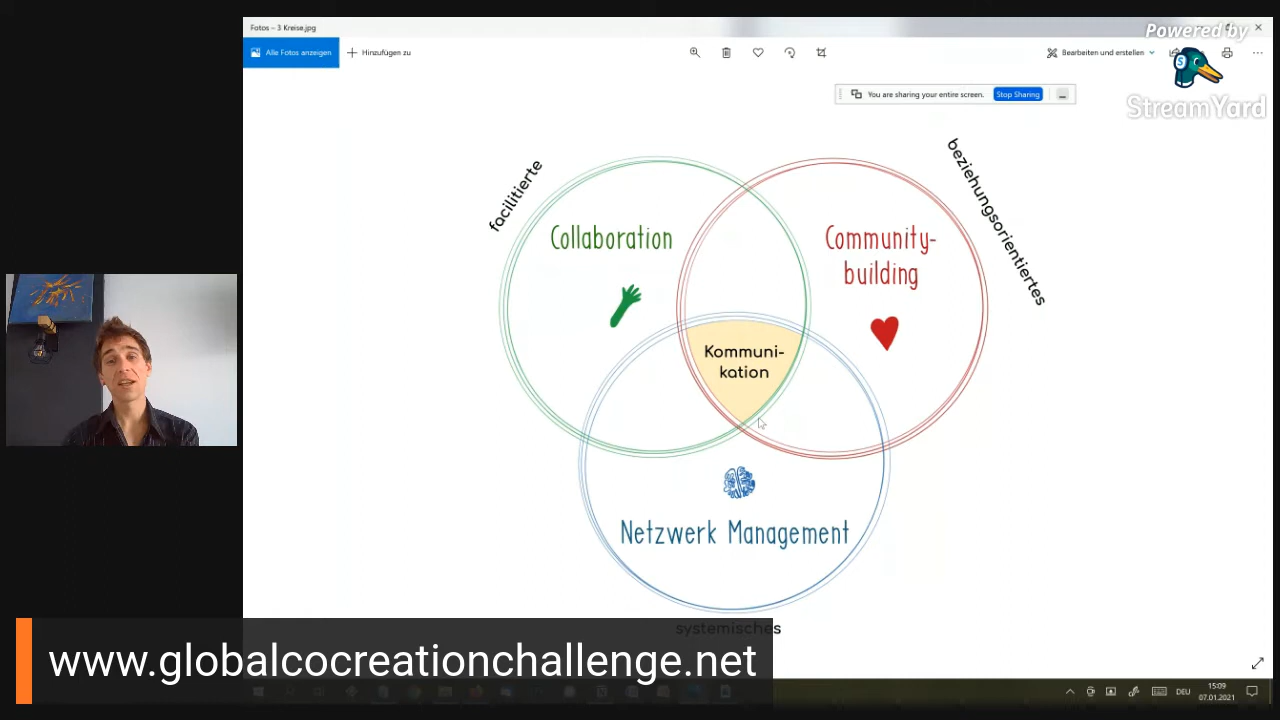 Fotos – 3 Kreise.jpg
Powered by
Alle Fotos anzeigen
Hinzufügen zu
Bearbeiten und erstellen
You are sharing your entire screen.
Stop Sharing
StreamYard
facilitierte
beziehungsorientiertes
Collaboration
Community-
building
Kommuni-
kation
Netzwerk Management
systemisches
www.globalcocreationchallenge.net
DEU
15:09
07.01.2021